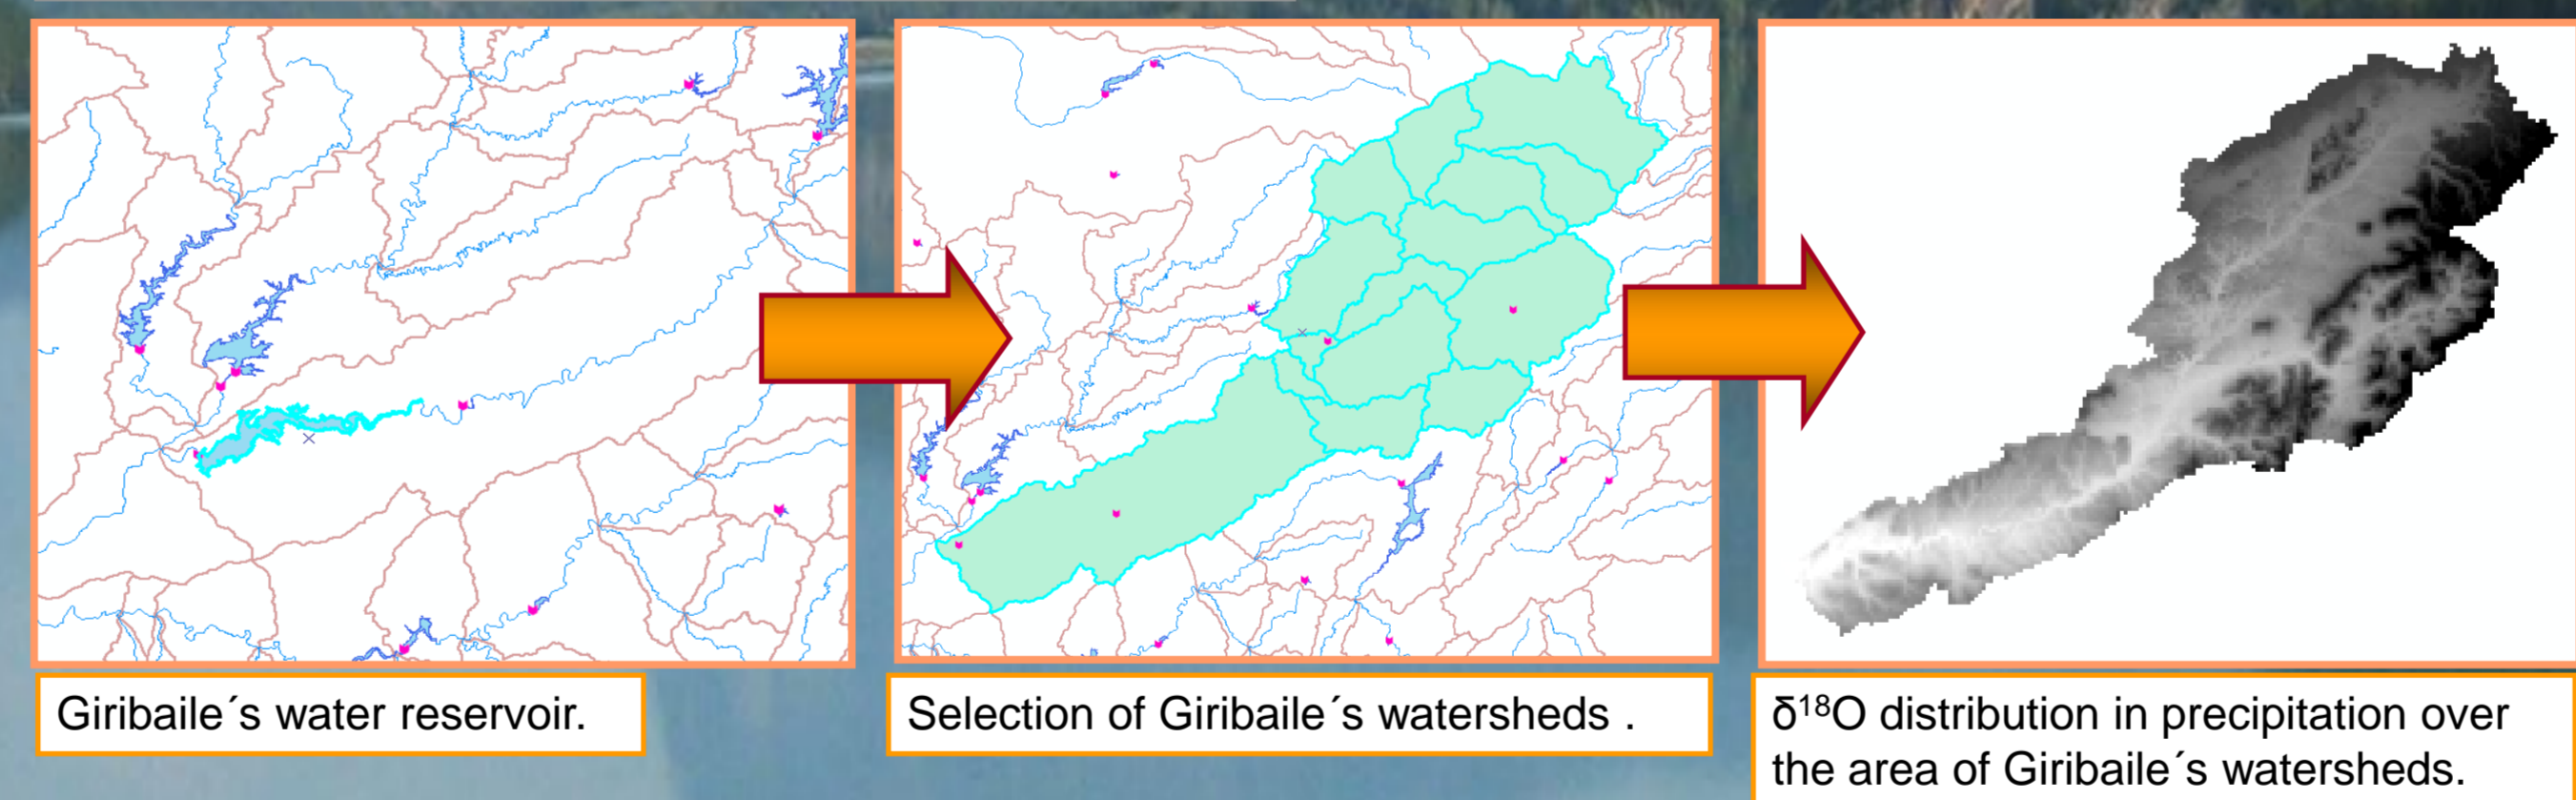 Giribaile´s water reservoir.
Selection of Giribaile´s watersheds .
δ¹⁸O distribution in precipitation over
the area of Giribaile´s watersheds.